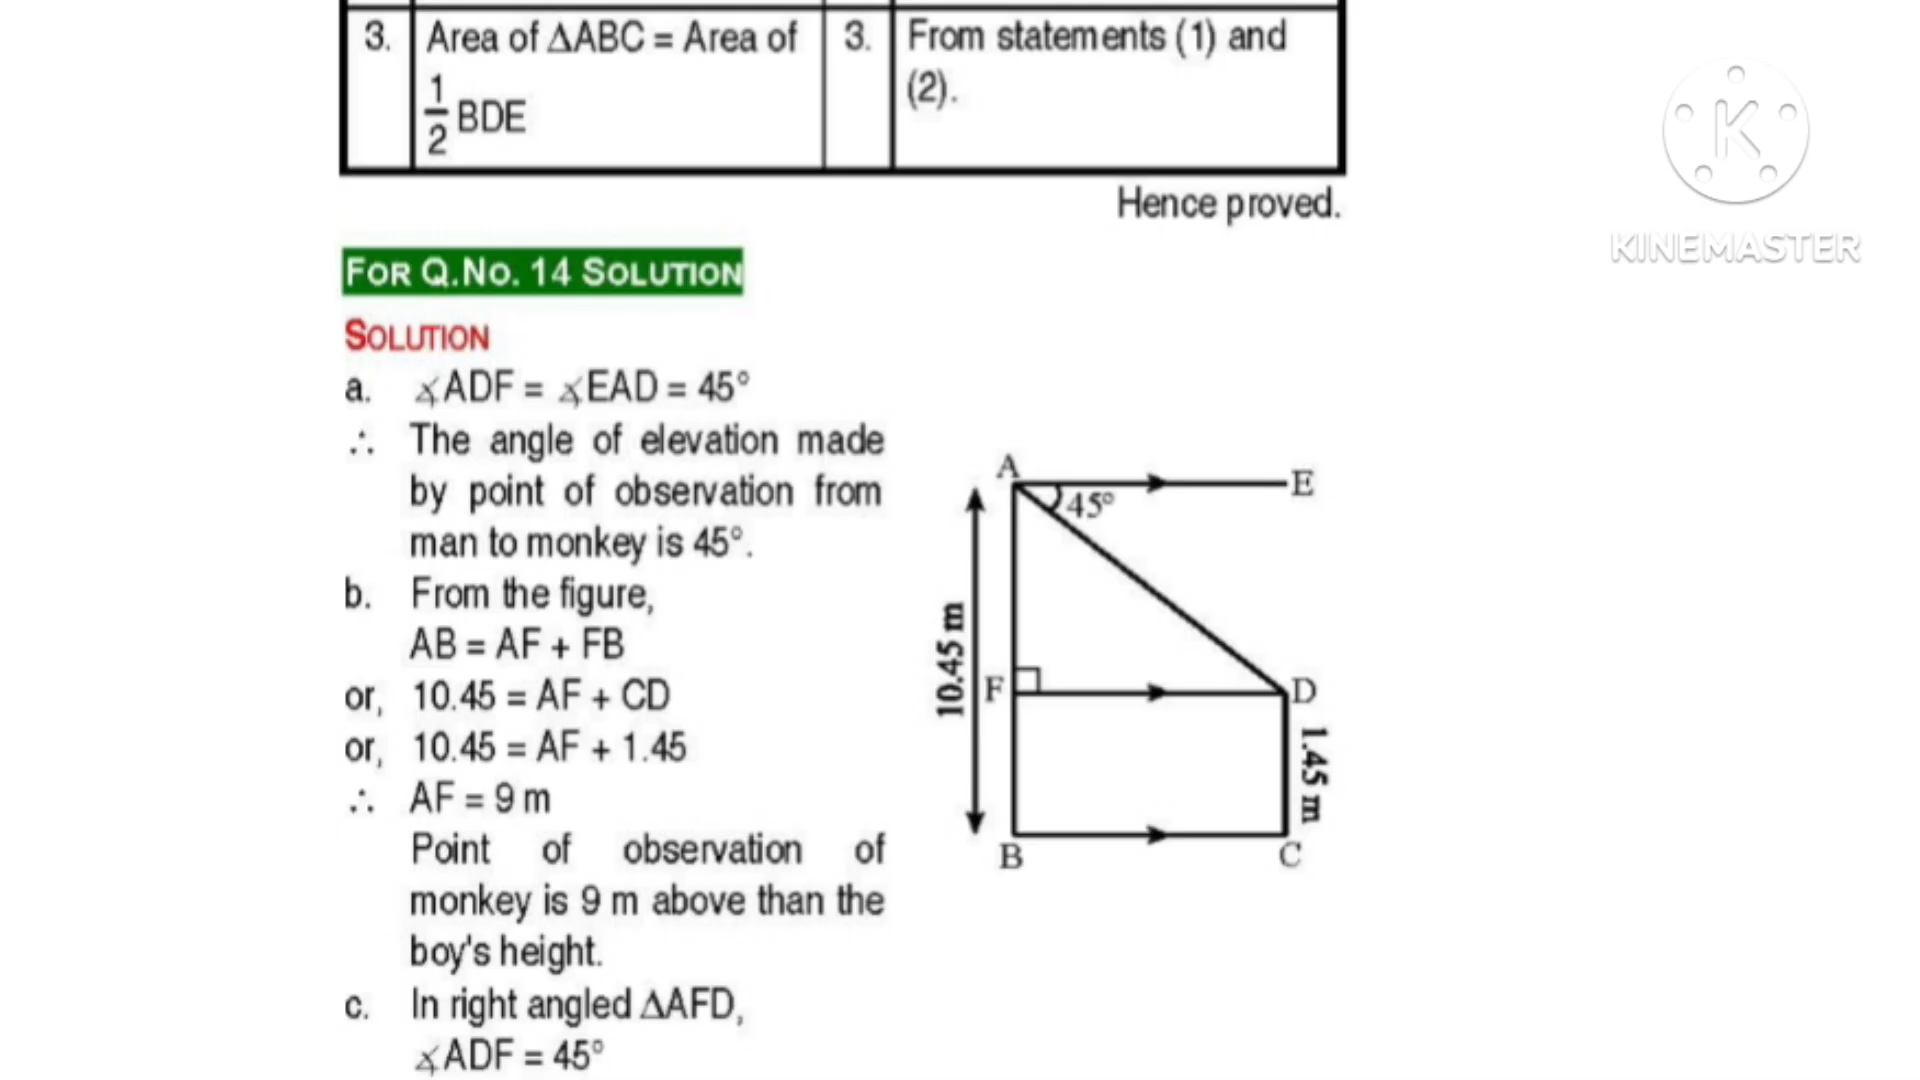 3. Area of ΔABC = Area of 3. From statements (1) and
(2).
1/2 BDE
Hence proved.
K
KINEMASTER
FOR Q.NO. 14 SOLUTION
SOLUTION
a. ∡ADF = ∡EAD = 45°
∴ The angle of elevation made
by point of observation from
man to monkey is 45°.
b. From the figure,
AB = AF + FB
or, 10.45 = AF + CD
or, 10.45 = AF + 1.45
∴ AF = 9 m
Point of observation of
monkey is 9 m above than the
boy's height.
c. In right angled ΔAFD,
∡ADF = 45°
A
E
45°
10.45 m
F
D
1.45 m
B
C